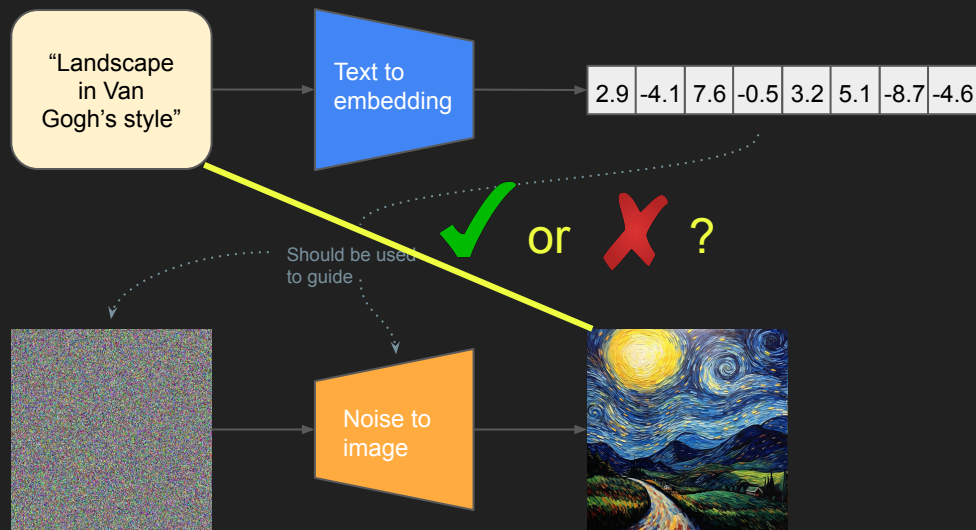 “Landscape
in Van
Gogh’s style”
Text to
embedding
2.9 -4.1 7.6 -0.5 3.2 5.1 -8.7 -4.6
or ?
Should be used
to guide
Noise to
image